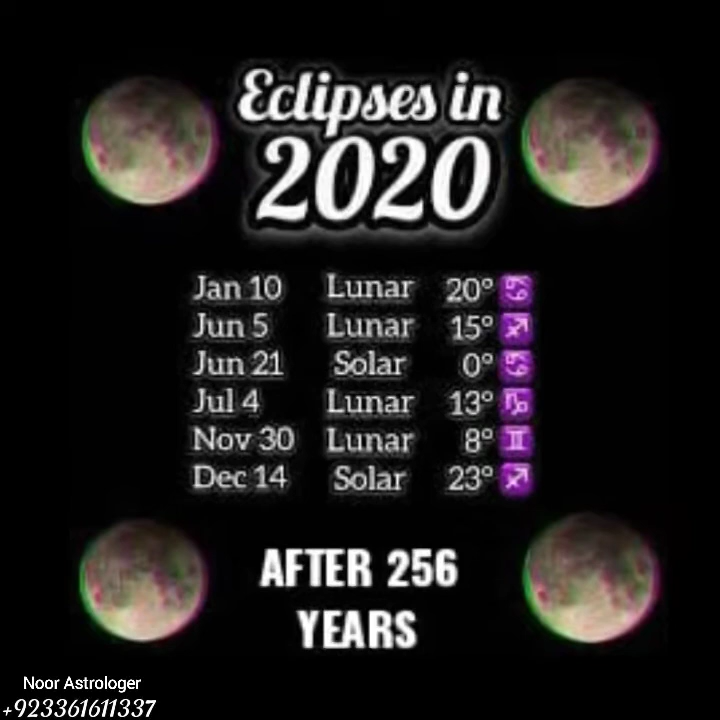 Eclipses in
2020
Jan 10 Lunar 20° ♋
Jun 5 Lunar 15° ♐
Jun 21 Solar 0° ♋
Jul 4 Lunar 13° ♑
Nov 30 Lunar 8° ♊
Dec 14 Solar 23° ♐
AFTER 256
YEARS
Noor Astrologer
+923361611337